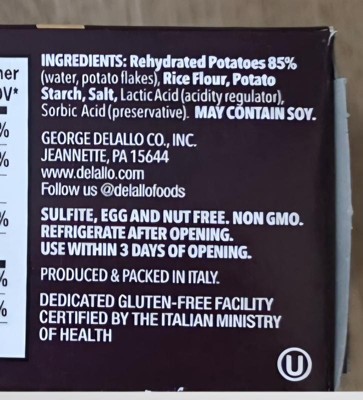 her
DV*
%
%
%
%
%
INGREDIENTS: Rehydrated Potatoes 85%
(water, potato flakes), Rice Flour, Potato
Starch, Salt, Lactic Acid (acidity regulator),
Sorbic Acid (preservative). MAY CONTAIN SOY.
GEORGE DELALLO CO., INC.
JEANNETTE, PA 15644
www.delallo.com
Follow us @delallofoods
SULFITE, EGG AND NUT FREE. NON GMO.
REFRIGERATE AFTER OPENING.
USE WITHIN 3 DAYS OF OPENING.
PRODUCED & PACKED IN ITALY.
DEDICATED GLUTEN-FREE FACILITY
CERTIFIED BY THE ITALIAN MINISTRY
OF HEALTH
U